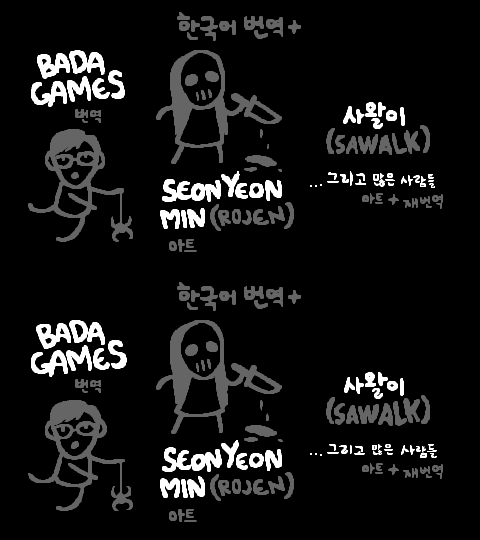 한국어 번역+
BADA
GAMES
번역
SEONYEON
MIN (ROJEN)
아트
사왈이
(SAWALK)
...그리고 많은 사람들
아트 + 재번역
한국어 번역+
BADA
GAMES
번역
SEONYEON
MIN (ROJEN)
아트
사왈이
(SAWALK)
...그리고 많은 사람들
아트 + 재번역